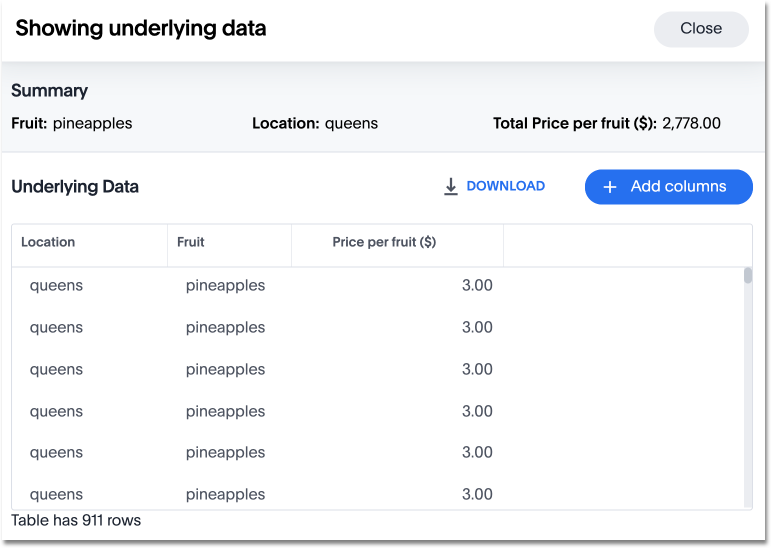 Showing underlying data Close
Summary
Fruit: pineapples Location: queens Total Price per fruit ($): 2,778.00
Underlying Data DOWNLOAD + Add columns
Location Fruit Price per fruit ($)
queens pineapples 3.00
queens pineapples 3.00
queens pineapples 3.00
queens pineapples 3.00
queens pineapples 3.00
queens pineapples 3.00
Table has 911 rows